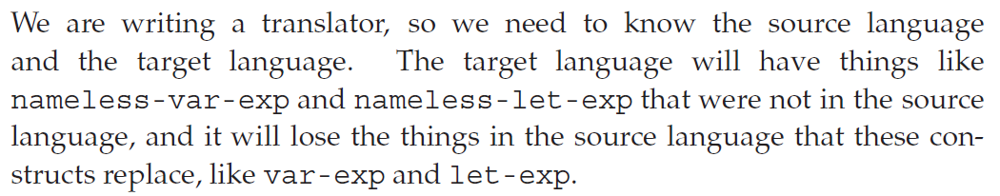 We are writing a translator, so we need to know the source language
and the target language. The target language will have things like
nameless-var-exp and nameless-let-exp that were not in the source
language, and it will lose the things in the source language that these con-
structs replace, like var-exp and let-exp.